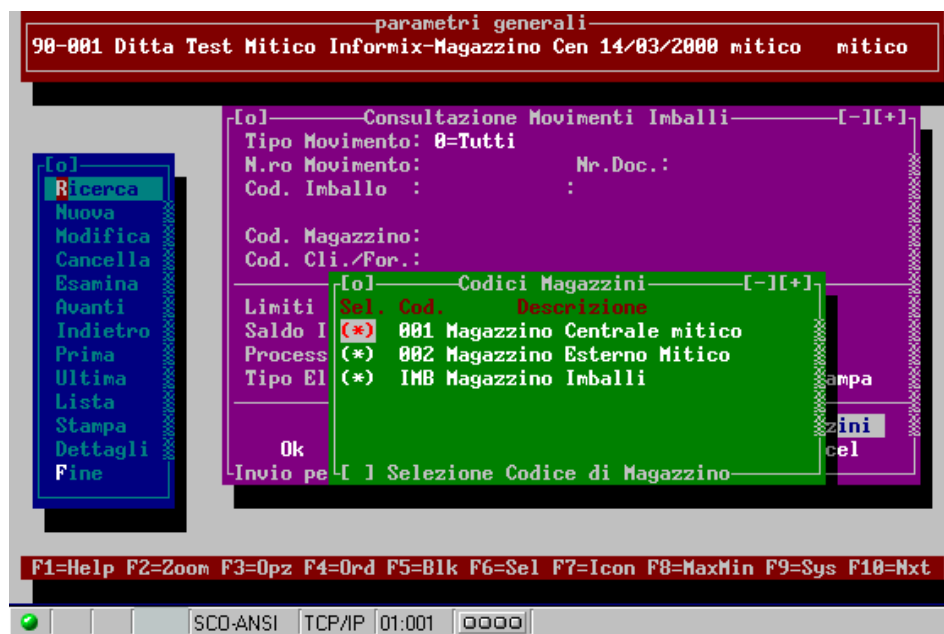 parametri generali
90-001 Ditta Test Mitico Informix-Magazzino Cen 14/03/2000 mitico mitico
[o] Consultazione Movimenti Imballi [-][+]
Tipo Movimento: 0=Tutti
N.ro Movimento: Nr.Doc.:
Cod. Imballo : :
Cod. Magazzino:
Cod. Cli./For.:
[o]
Ricerca
Nuova
Modifica
Cancella
Esamina
Avanti
Indietro
Prima
Ultima
Lista
Stampa
Dettagli
Fine
Limiti
Saldo I
Process
Tipo El
ampa
zini
Ok
cel
Invio pe
[o] Codici Magazzini [-][+]
Sel. Cod. Descrizione
(*) 001 Magazzino Centrale mitico
(*) 002 Magazzino Esterno Mitico
(*) IMB Magazzino Imballi
[ ] Selezione Codice di Magazzino
F1=Help F2=Zoom F3=Opz F4=Ord F5=Blk F6=Sel F7=Icon F8=MaxMin F9=Sys F10=Nxt
SCO-ANSI TCP/IP 01:001